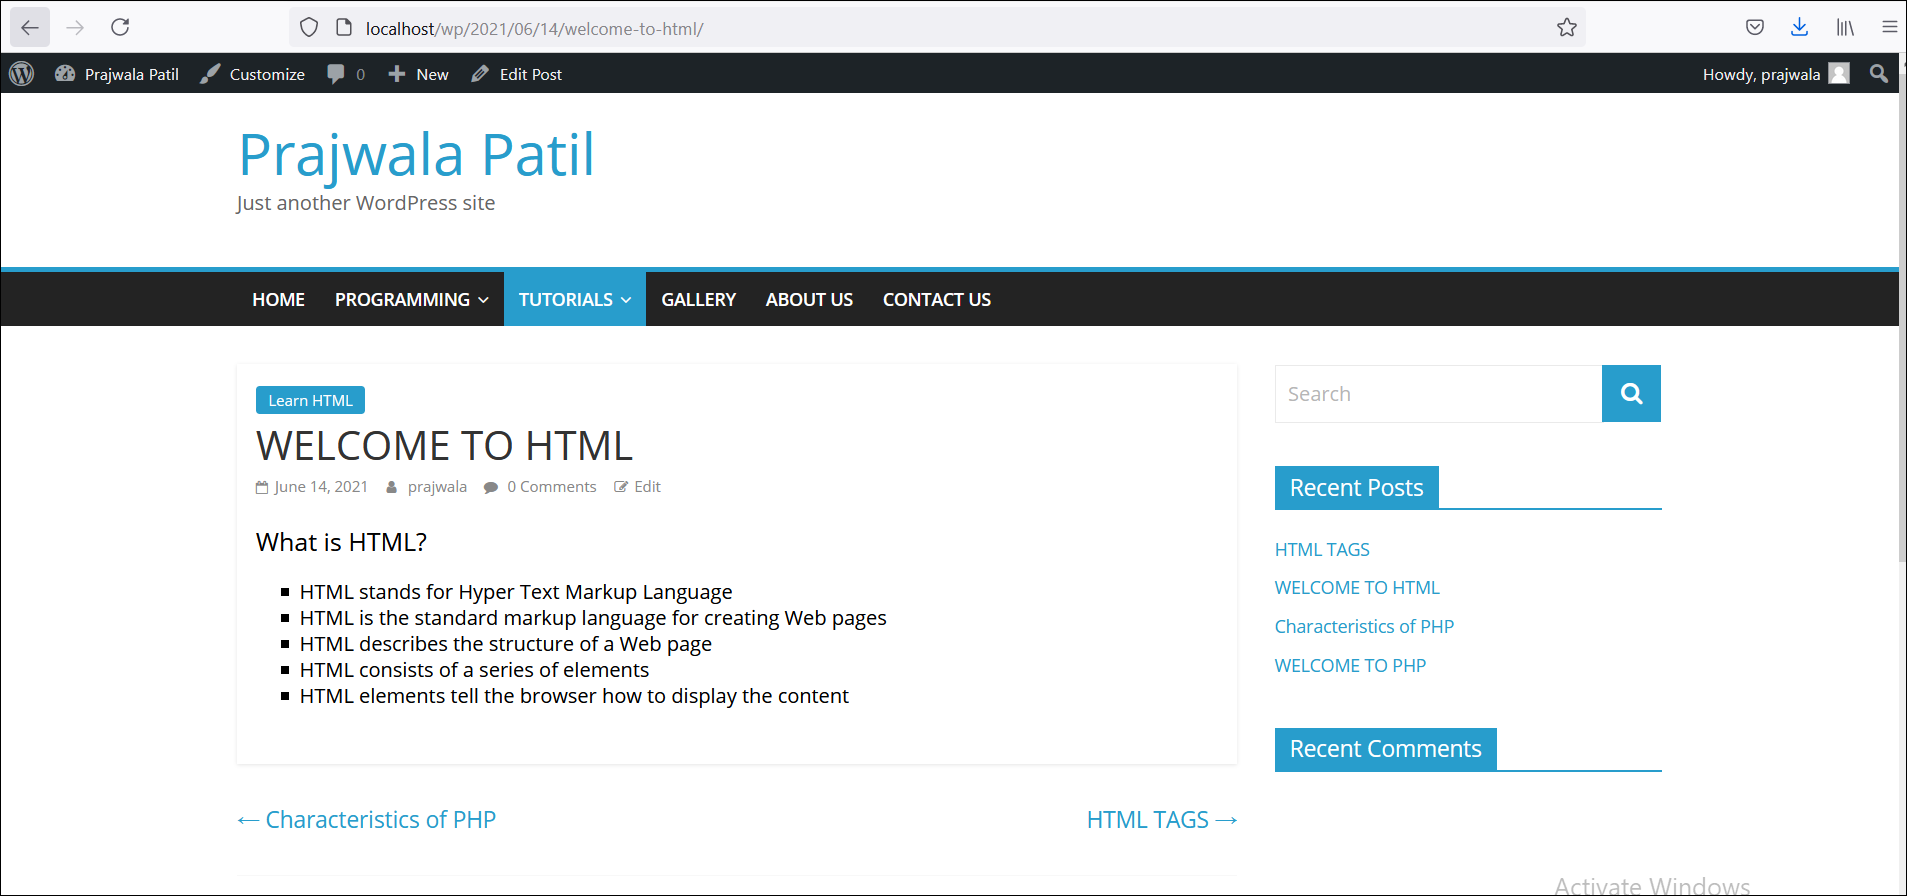 localhost/wp/2021/06/14/welcome-to-html/
Prajwala Patil Customize 0 New Edit Post Howdy, prajwala
Prajwala Patil
Just another WordPress site
HOME PROGRAMMING TUTORIALS GALLERY ABOUT US CONTACT US
Learn HTML
WELCOME TO HTML
June 14, 2021 prajwala 0 Comments Edit
What is HTML?
HTML stands for Hyper Text Markup Language
HTML is the standard markup language for creating Web pages
HTML describes the structure of a Web page
HTML consists of a series of elements
HTML elements tell the browser how to display the content
← Characteristics of PHP
HTML TAGS →
Search
Recent Posts
HTML TAGS
WELCOME TO HTML
Characteristics of PHP
WELCOME TO PHP
Recent Comments
Activate Windows